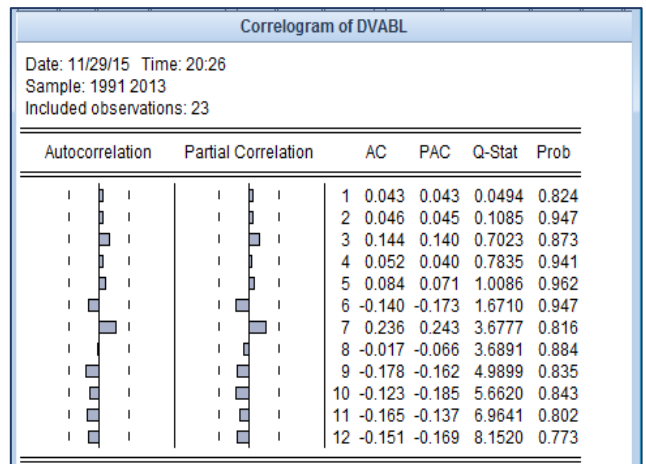 Correlogram of DVABL
Date: 11/29/15 Time: 20:26
Sample: 1991 2013
Included observations: 23
Autocorrelation Partial Correlation AC PAC Q-Stat Prob
1 0.043 0.043 0.0494 0.824
2 0.046 0.045 0.1085 0.947
3 0.144 0.140 0.7023 0.873
4 0.052 0.040 0.7835 0.941
5 0.084 0.071 1.0086 0.962
6 -0.140 -0.173 1.6710 0.947
7 0.236 0.243 3.6777 0.816
8 -0.017 -0.066 3.6891 0.884
9 -0.178 -0.162 4.9899 0.835
10 -0.123 -0.185 5.6620 0.843
11 -0.165 -0.137 6.9641 0.802
12 -0.151 -0.169 8.1520 0.773